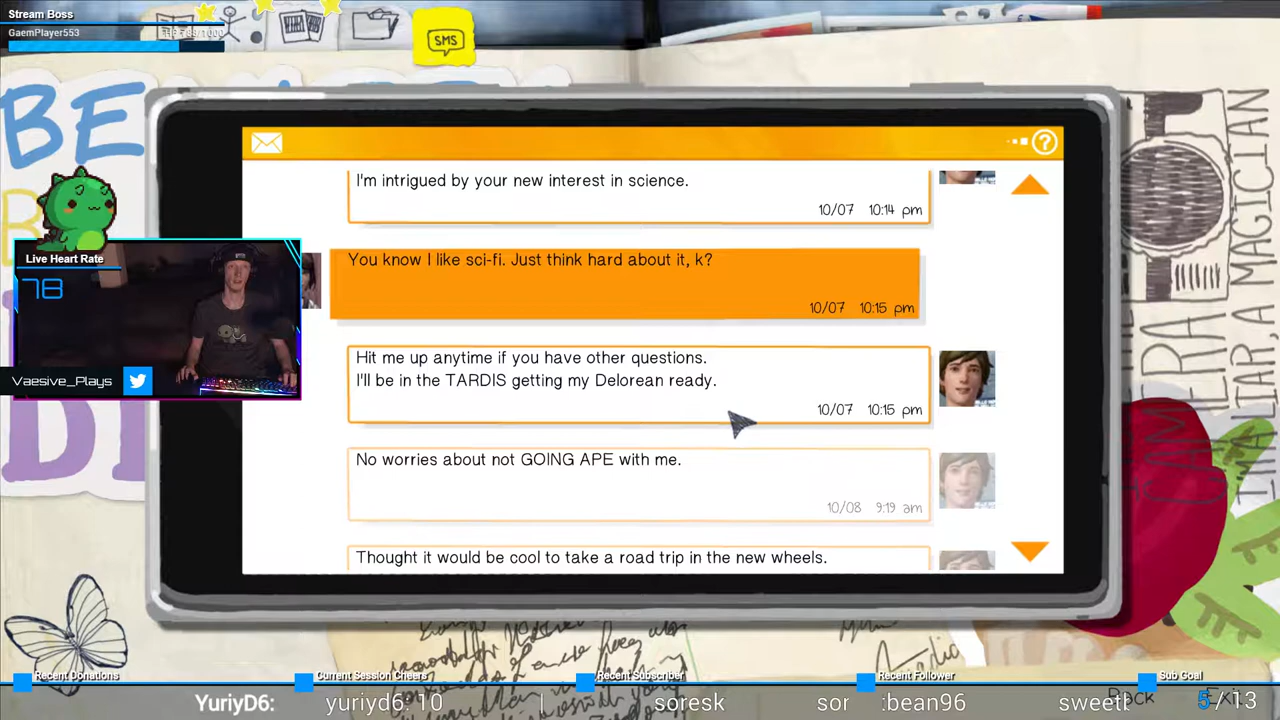 Stream Boss
GaemPlayer553
SMS
I'm intrigued by your new interest in science.
10/07 10:14 pm
You know I like sci-fi. Just think hard about it, k?
10/07 10:15 pm
Live Heart Rate
78
Vaesive_Plays
Hit me up anytime if you have other questions.
I'll be in the TARDIS getting my Delorean ready.
10/07 10:15 pm
No worries about not GOING APE with me.
10/08 9:19 am
Thought it would be cool to take a road trip in the new wheels.
LIAR, A MAGICIAN
Recent Donations
Current Session Cheers
Recent Subscriber
Recent Follower
Sub Goal
YuriyD6:
yuriyd6: 10
soresk
sor
:bean96
sweett
Back
5 / 13